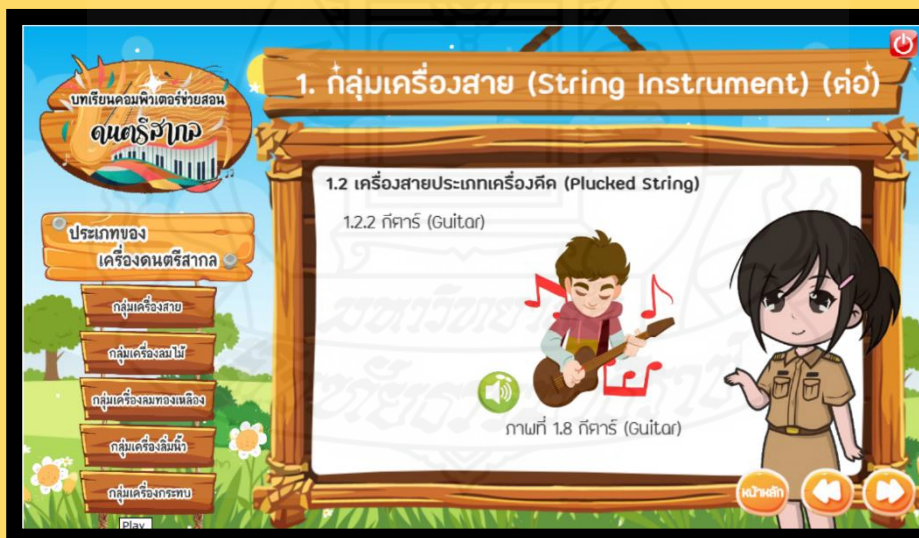 1. กลุ่มเครื่องสาย (String Instrument) (ต่อ)
บทเรียนคอมพิวเตอร์ช่วยสอน
ดนตรีสากล
ประเภทของ
เครื่องดนตรีสากล
กลุ่มเครื่องสาย
กลุ่มเครื่องลมไม้
กลุ่มเครื่องลมทองเหลือง
กลุ่มเครื่องลิ่มนิ้ว
กลุ่มเครื่องกระทบ
Play
1.2 เครื่องสายประเภทเครื่องดีด (Plucked String)
1.2.2 กีตาร์ (Guitar)
ภาพที่ 1.8 กีตาร์ (Guitar)
หน้าหลัก